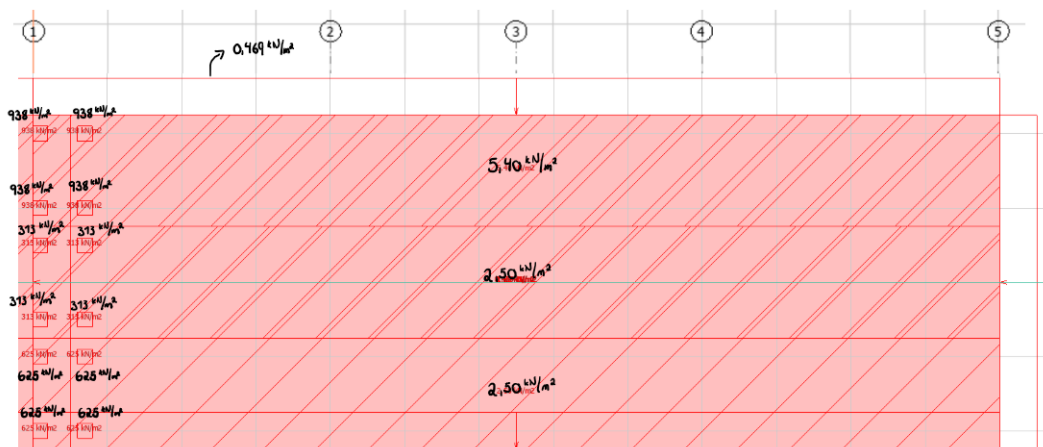 1 2 3 4 5
0,469 kN/m²
938 kN/m² 938 kN/m²
938 kN/m2 938 kN/m2
5,40 kN/m²
938 kN/m² 938 kN/m²
938 kN/m2 938 kN/m2
313 kN/m² 313 kN/m²
313 kN/m2 313 kN/m2
2,50 kN/m²
313 kN/m² 313 kN/m²
313 kN/m2 313 kN/m2
625 kN/m2 625 kN/m2
625 kN/m² 625 kN/m²
2,50 kN/m²
625 kN/m² 625 kN/m²
625 kN/m2 625 kN/m2